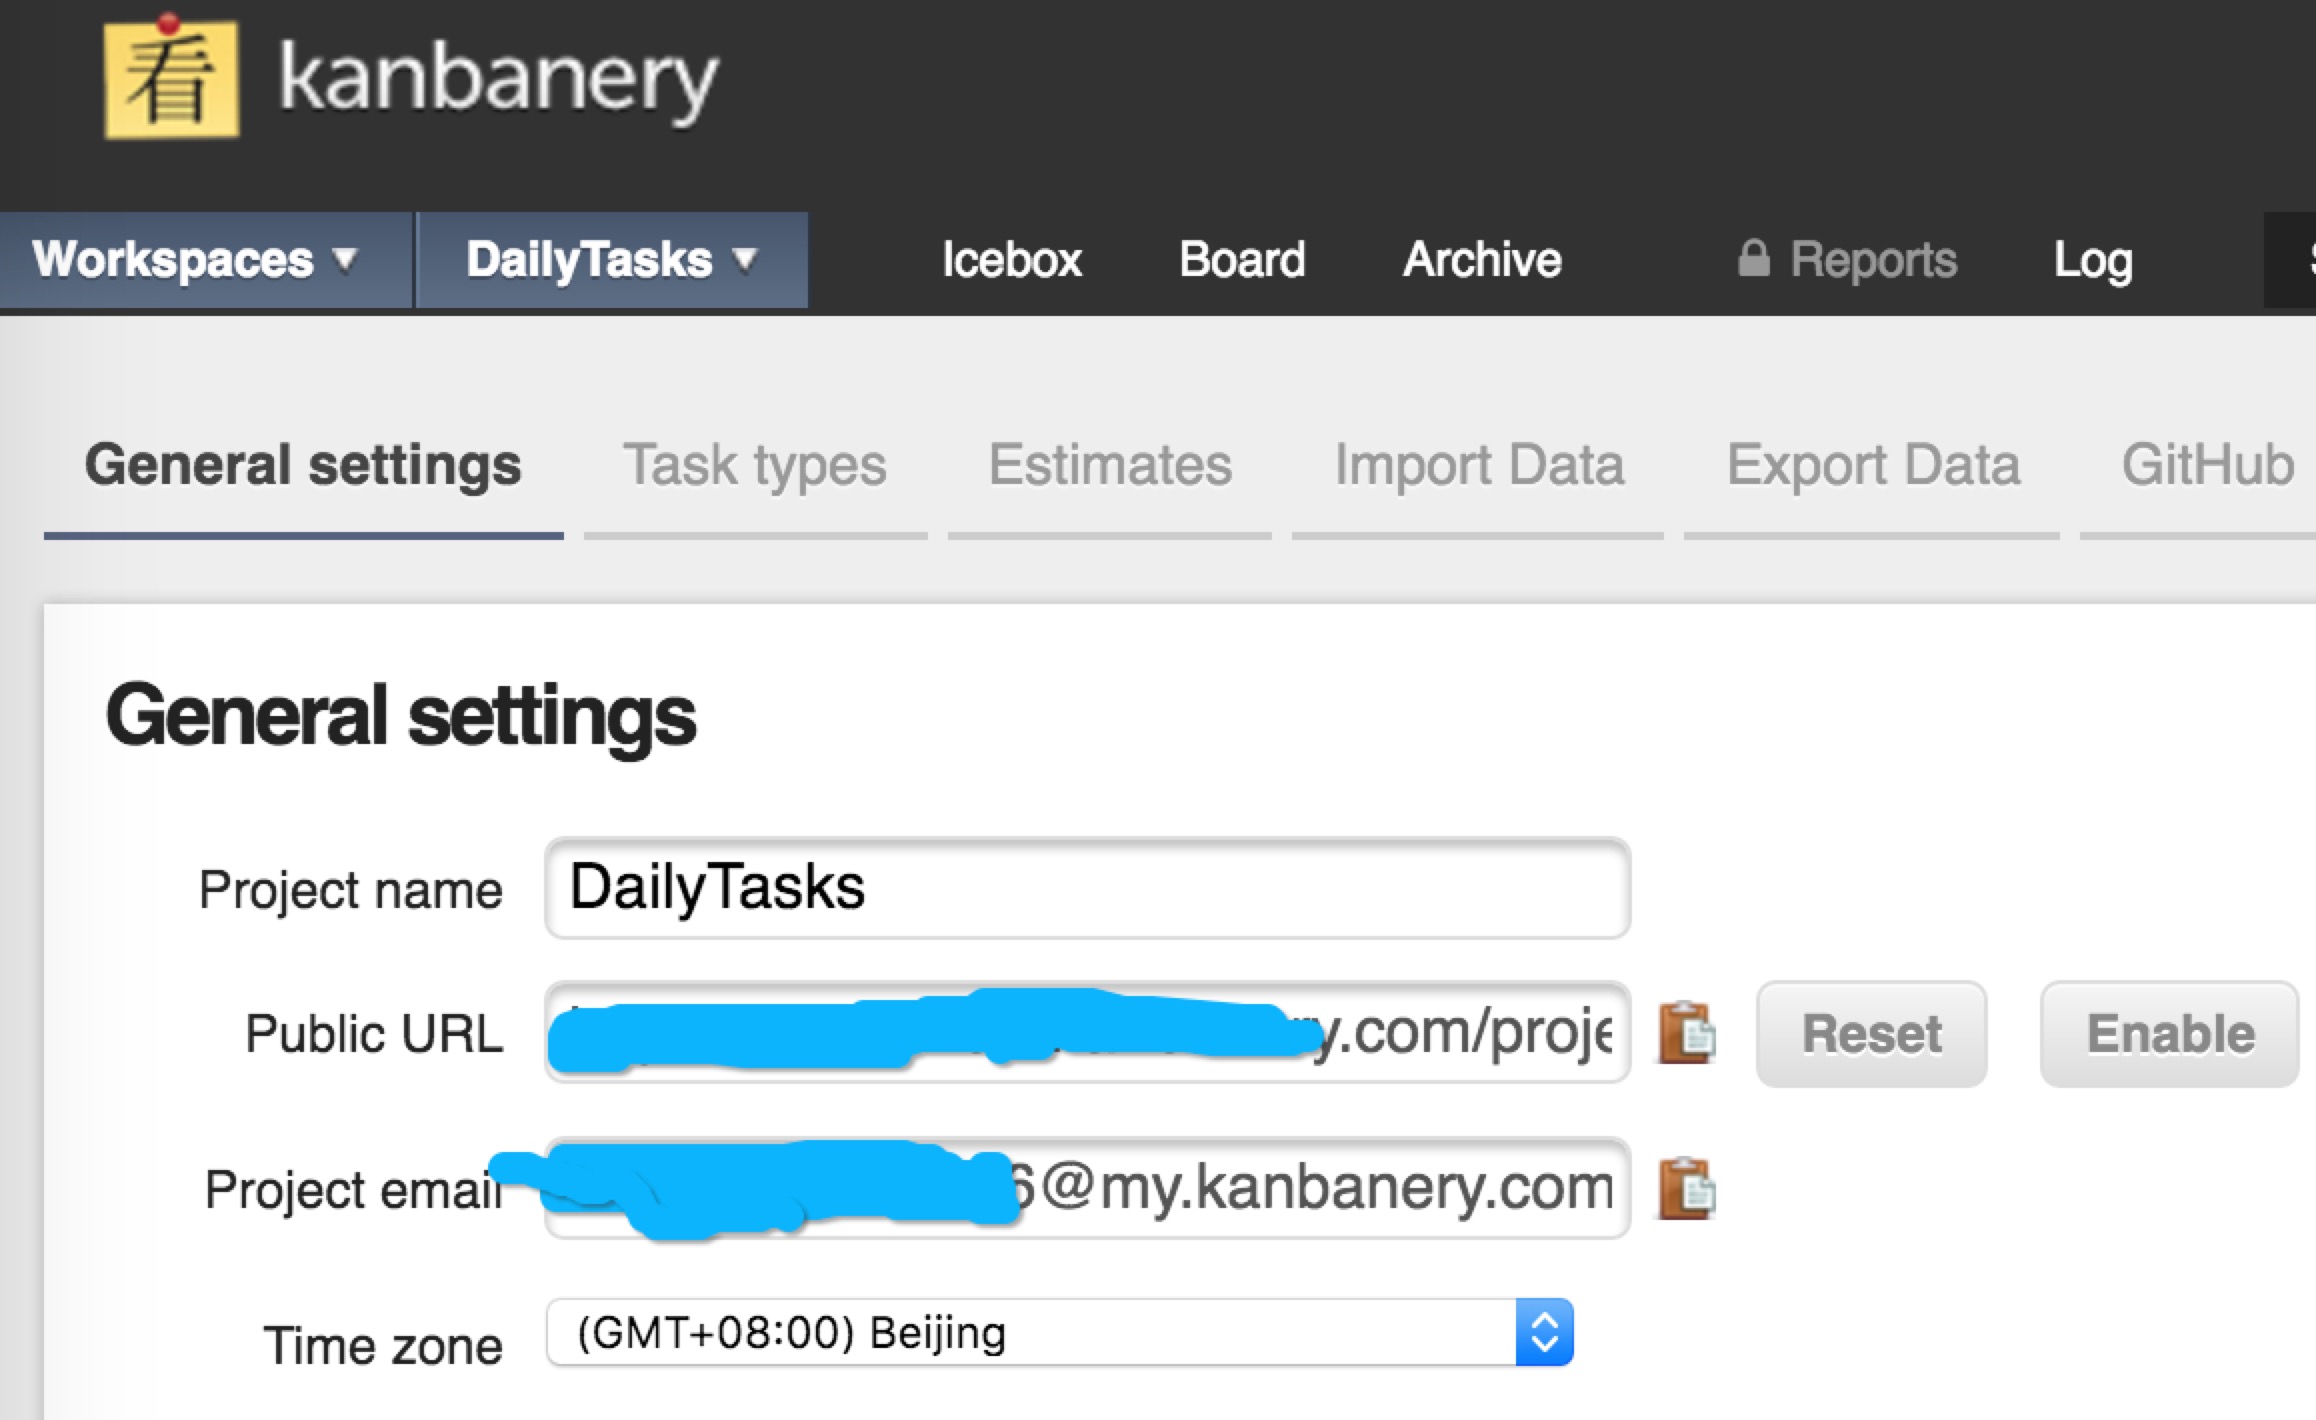 看 kanbanery
Workspaces ▼ DailyTasks ▼ Icebox Board Archive Reports Log
General settings Task types Estimates Import Data Export Data GitHub
General settings
Project name DailyTasks
Public URL y.com/proje Reset Enable
Project email 6@my.kanbanery.com
Time zone (GMT+08:00) Beijing